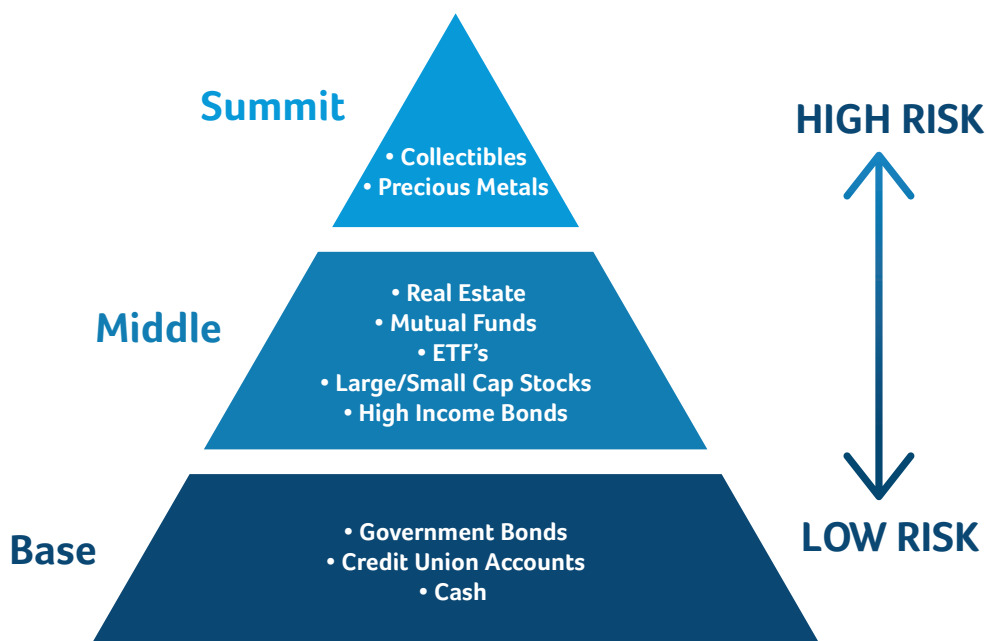 Summit
HIGH RISK
• Collectibles
• Precious Metals
Middle
• Real Estate
• Mutual Funds
• ETF's
• Large/Small Cap Stocks
• High Income Bonds
Base
• Government Bonds
• Credit Union Accounts
• Cash
LOW RISK